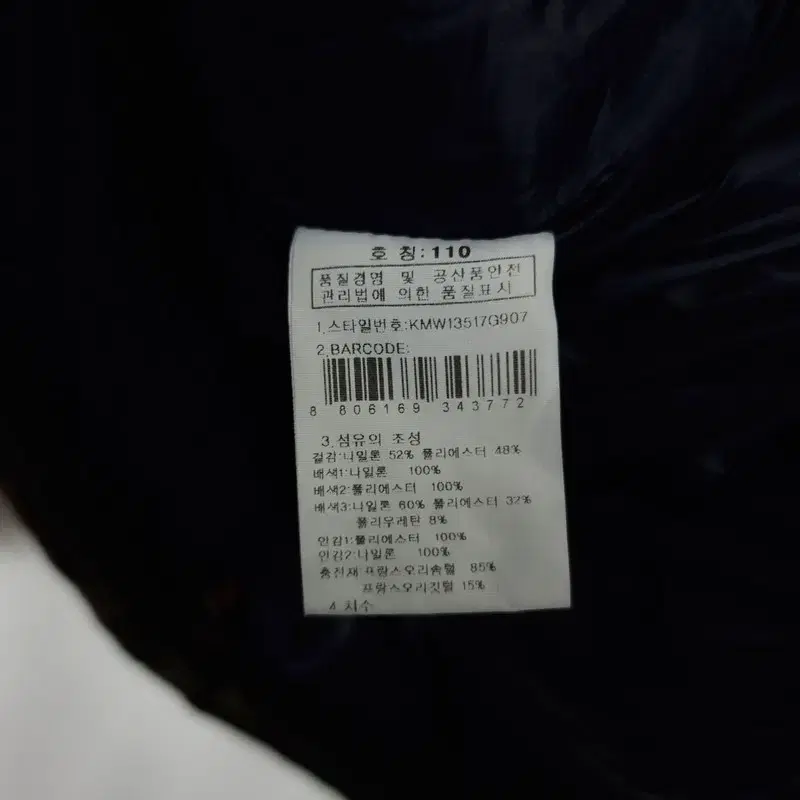 호 칭:110
품질경영 및 공산품안전
관리법에 의한 품질표시
1.스타일번호:KMW13517G907
2.BARCODE:
8 806169 343772
3.섬유의 조성
겉감:나일론 52% 폴리에스터 48%
배색1:나일론 100%
배색2:폴리에스터 100%
배색3:나일론 60% 폴리에스터 32%
폴리우레탄 8%
안감1:폴리에스터 100%
안감2:나일론 100%
충전재:프랑스오리솜털 85%
프랑스오리깃털 15%
4.치수